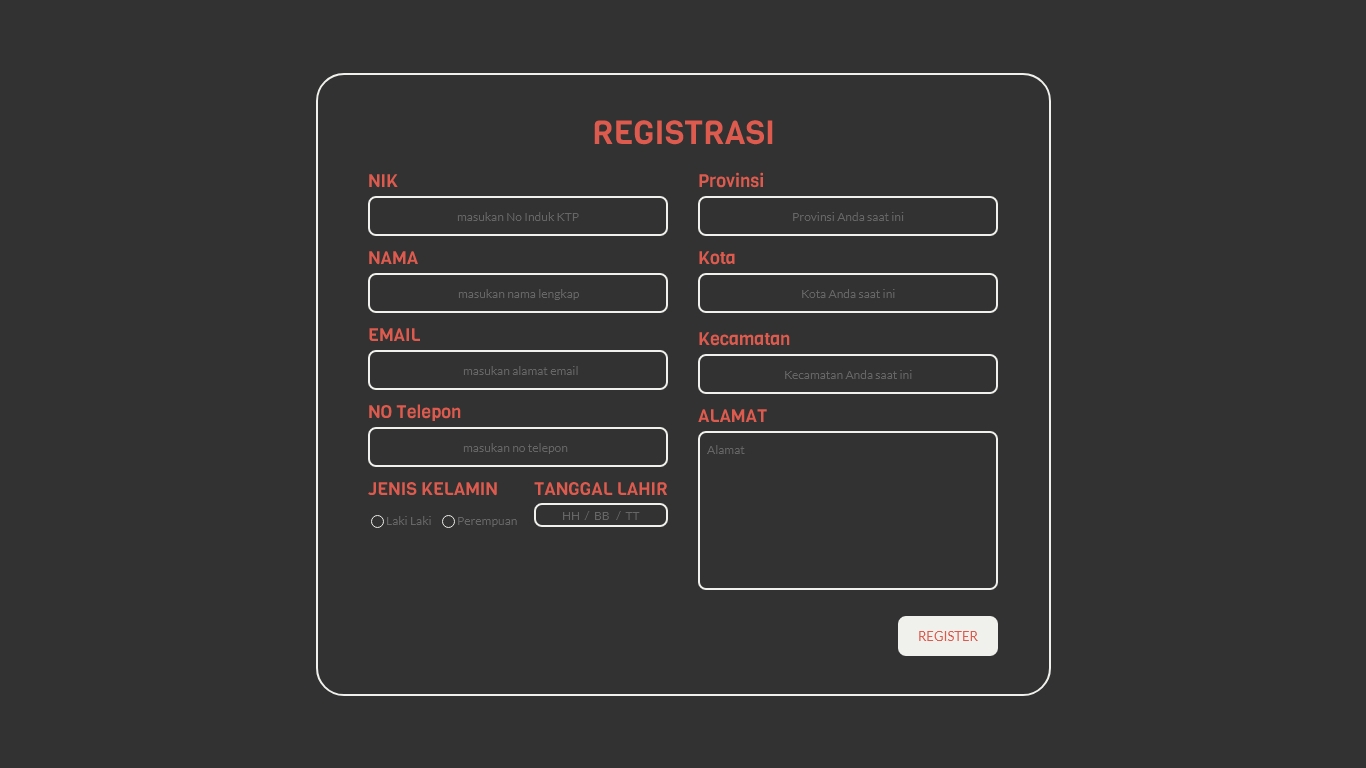 REGISTRASI
NIK
masukan No Induk KTP
NAMA
masukan nama lengkap
EMAIL
masukan alamat email
NO Telepon
masukan no telepon
JENIS KELAMIN
Laki Laki
Perempuan
TANGGAL LAHIR
HH / BB / TT
Provinsi
Provinsi Anda saat ini
Kota
Kota Anda saat ini
Kecamatan
Kecamatan Anda saat ini
ALAMAT
Alamat
REGISTER